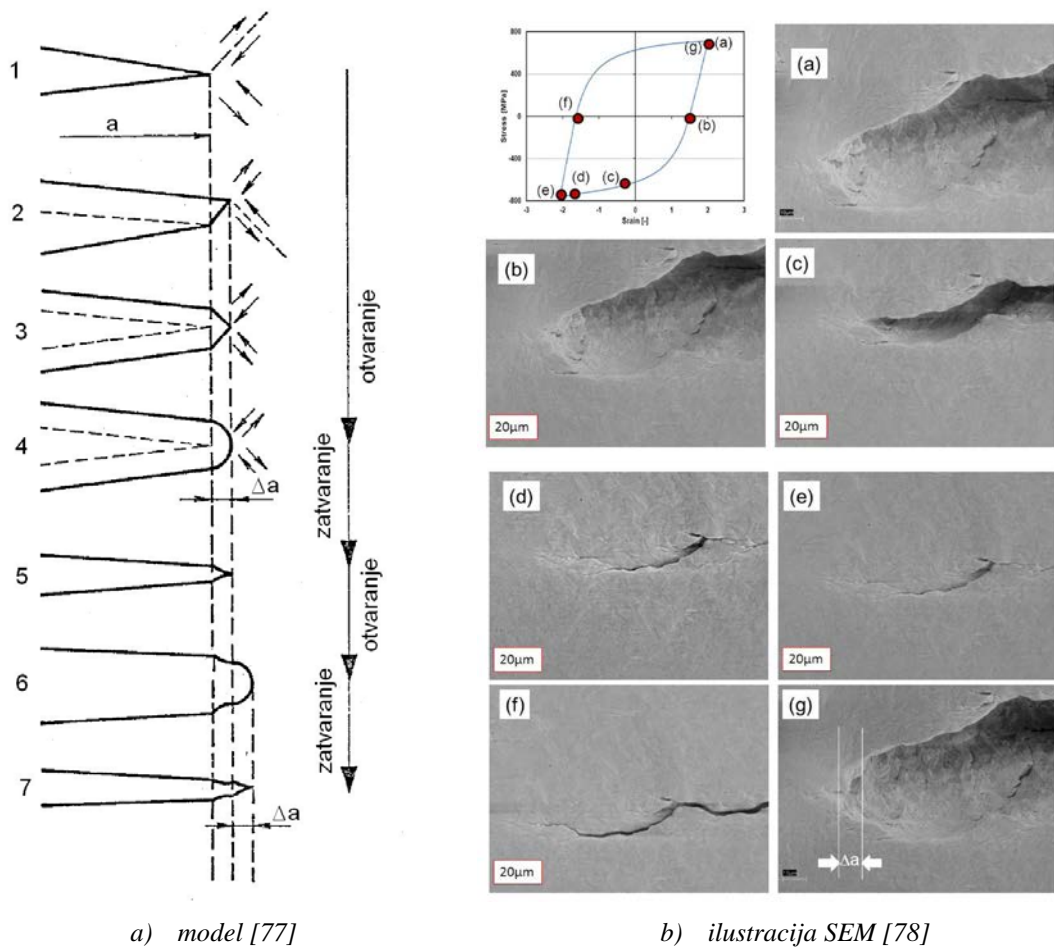 1
a
2
3
4
Δa
5
6
7
Δa
otvaranje
zatvaranje
otvaranje
zatvaranje
a) model [77]
800
400
0
-400
-800
Stress [MPa]
-3 -2 -1 0 1 2 3
Srain [-]
(a)
(g)
(f)
(b)
(c)
(d)
(e)
(a)
(b)
20µm
(c)
20µm
(d)
20µm
(e)
20µm
(f)
20µm
(g)
Δa
b) ilustracija SEM [78]